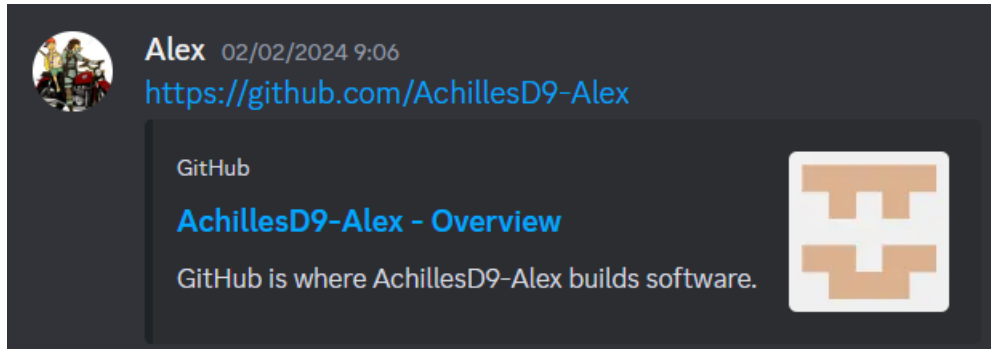 Alex 02/02/2024 9:06
https://github.com/AchillesD9-Alex
GitHub
AchillesD9-Alex - Overview
GitHub is where AchillesD9-Alex builds software.